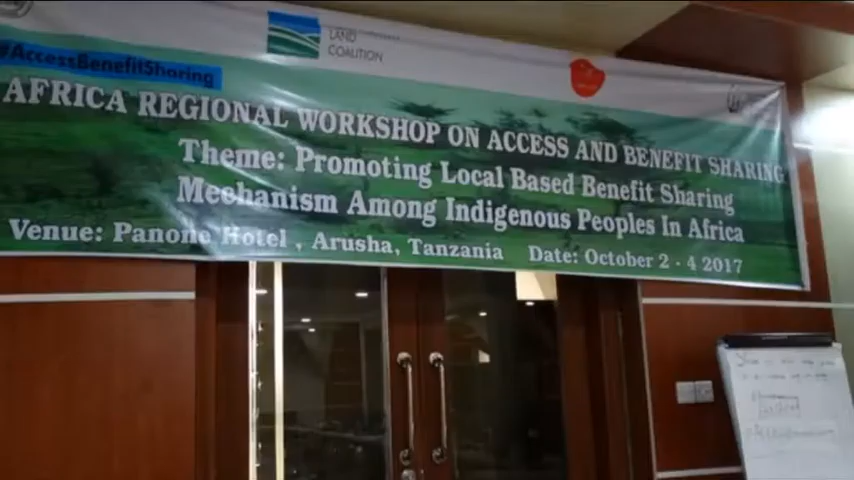 LAND
COALITION
#AccessBenefitSharing
AFRICA REGIONAL WORKSHOP ON ACCESS AND BENEFIT SHARING
Theme: Promoting Local Based Benefit Sharing
Mechanism Among Indigenous Peoples In Africa
Venue: Panone Hotel , Arusha, Tanzania Date: October 2 - 4 2017